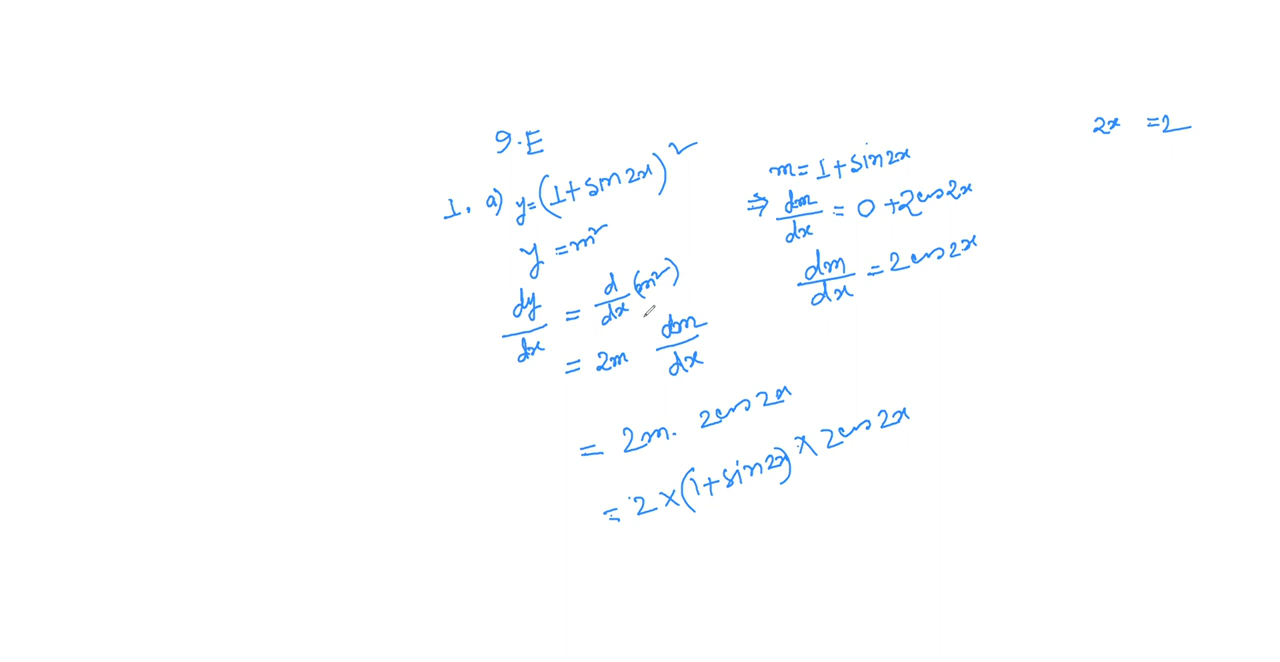 9.E
1. a) y=(1+sin2x)²
y=m²
dy/dx = d/dx (m²)
= 2m dm/dx
= 2m. 2cos2x
= 2×(1+sin2x)×2cos2x
m=1+sin2x
⇒ dm/dx = 0+2cos2x
dm/dx = 2cos2x
2x =2